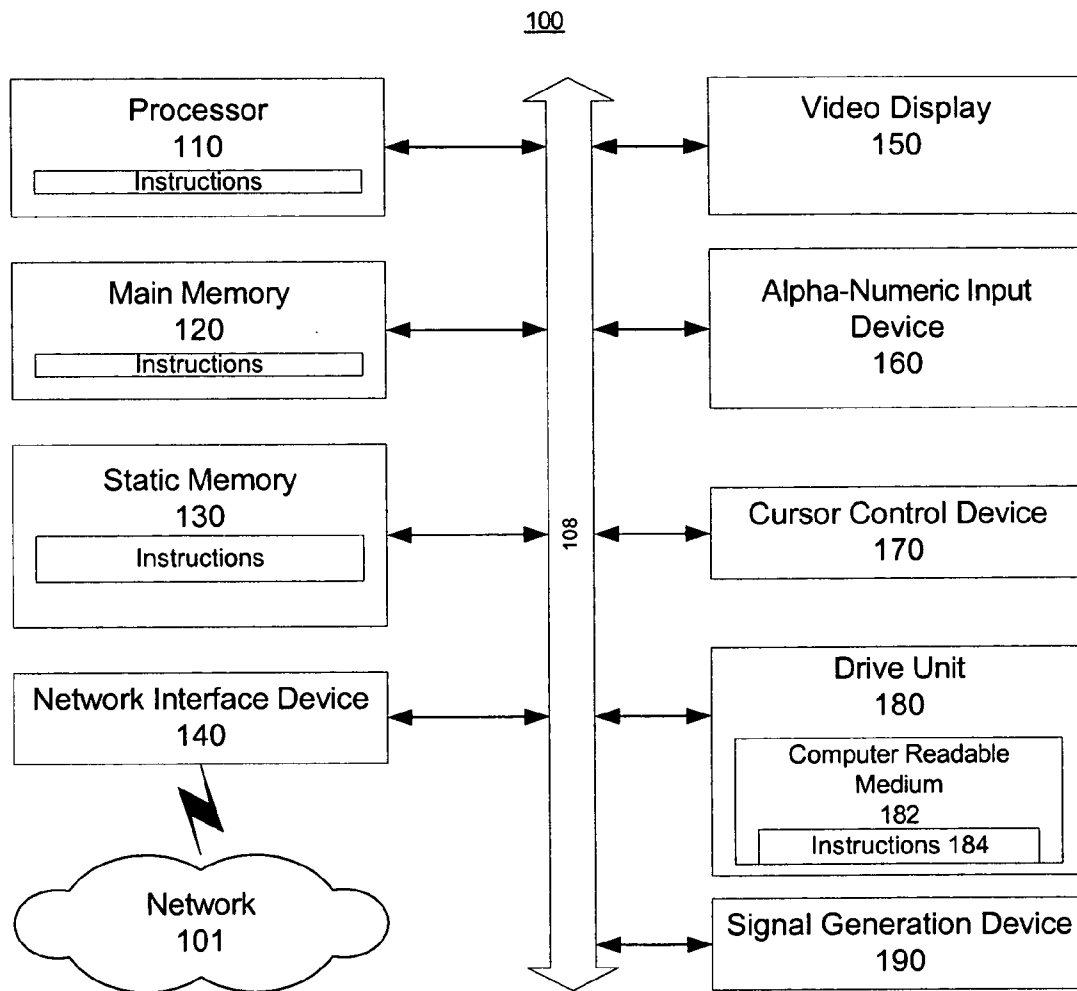 100
Processor
110
Instructions
Main Memory
120
Instructions
Static Memory
130
Instructions
Network Interface Device
140
Network
101
108
Video Display
150
Alpha-Numeric Input
Device
160
Cursor Control Device
170
Drive Unit
180
Computer Readable
Medium
182
Instructions 184
Signal Generation Device
190